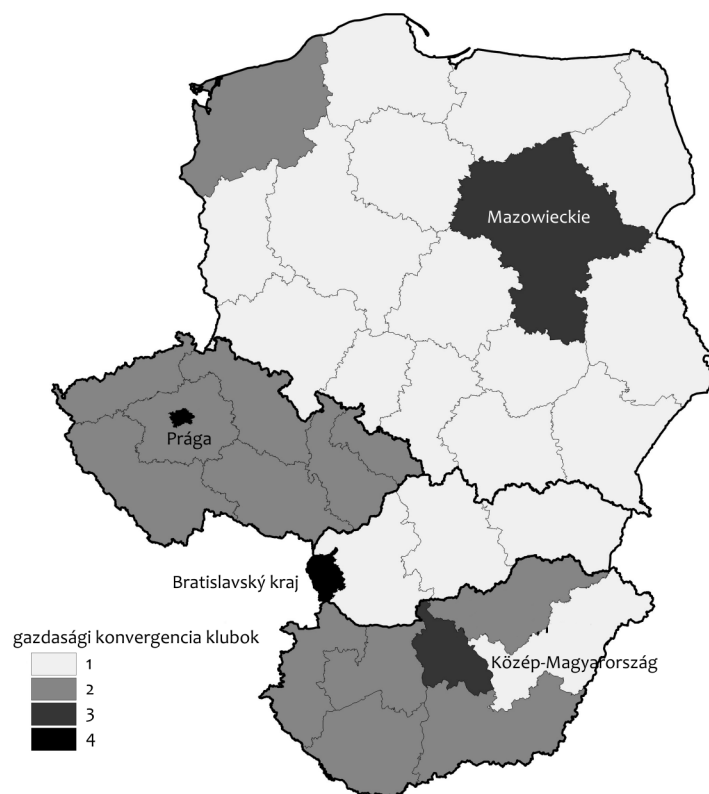 Mazowieckie
Prága
Bratislavský kraj
gazdasági konvergencia klubok
Közép-Magyarország
1
2
3
4